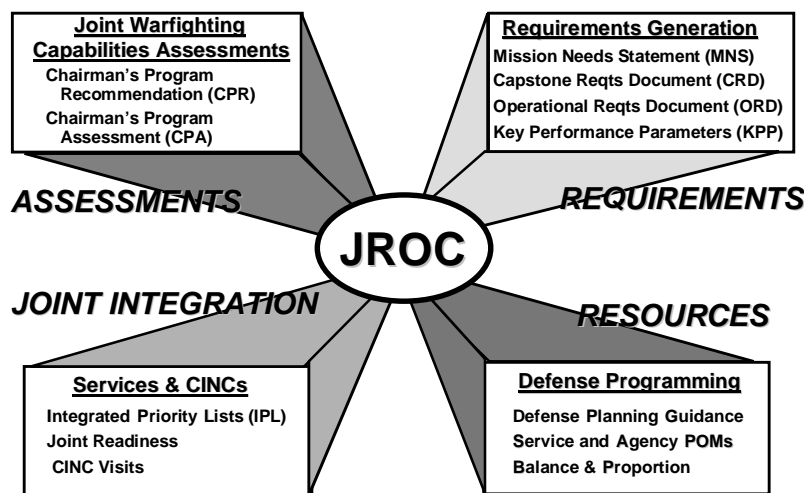 Joint Warfighting
Capabilities Assessments
Chairman's Program
Recommendation (CPR)
Chairman's Program
Assessment (CPA)
Requirements Generation
Mission Needs Statement (MNS)
Capstone Reqts Document (CRD)
Operational Reqts Document (ORD)
Key Performance Parameters (KPP)
ASSESSMENTS
REQUIREMENTS
JROC
JOINT INTEGRATION
RESOURCES
Services & CINCs
Integrated Priority Lists (IPL)
Joint Readiness
CINC Visits
Defense Programming
Defense Planning Guidance
Service and Agency POMs
Balance & Proportion